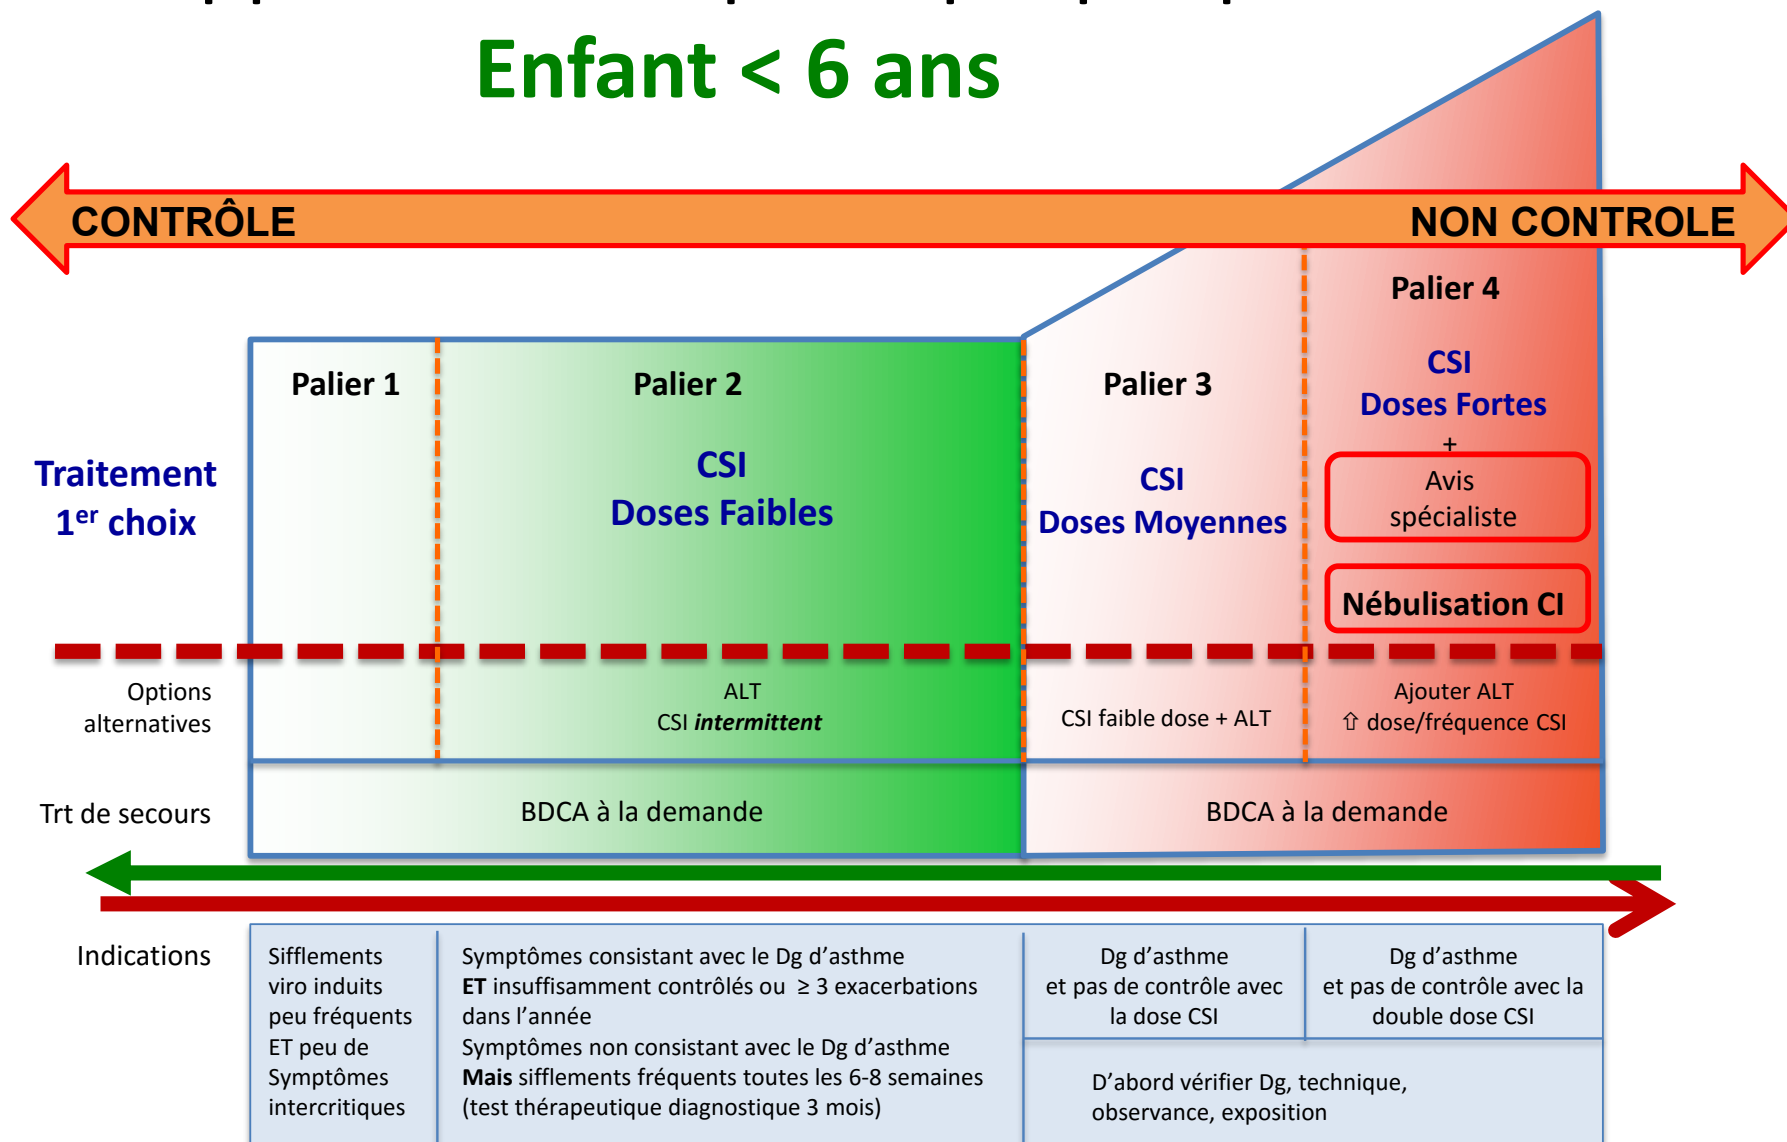 Enfant < 6 ans
CONTRÔLE
NON CONTROLE
Palier 1
Palier 2
Palier 3
Palier 4
Traitement
1er choix
CSI
Doses Faibles
CSI
Doses Moyennes
CSI
Doses Fortes
+
Avis
spécialiste
Nébulisation CI
Options
alternatives
ALT
CSI intermittent
CSI faible dose + ALT
Ajouter ALT
⇧ dose/fréquence CSI
Trt de secours
BDCA à la demande
BDCA à la demande
Indications
Sifflements
viro induits
peu fréquents
ET peu de
Symptômes
intercritiques
Symptômes consistant avec le Dg d’asthme
ET insuffisamment contrôlés ou ≥ 3 exacerbations
dans l’année
Symptômes non consistant avec le Dg d’asthme
Mais sifflements fréquents toutes les 6-8 semaines
(test thérapeutique diagnostique 3 mois)
Dg d’asthme
et pas de contrôle avec
la dose CSI
Dg d’asthme
et pas de contrôle avec la
double dose CSI
D’abord vérifier Dg, technique,
observance, exposition